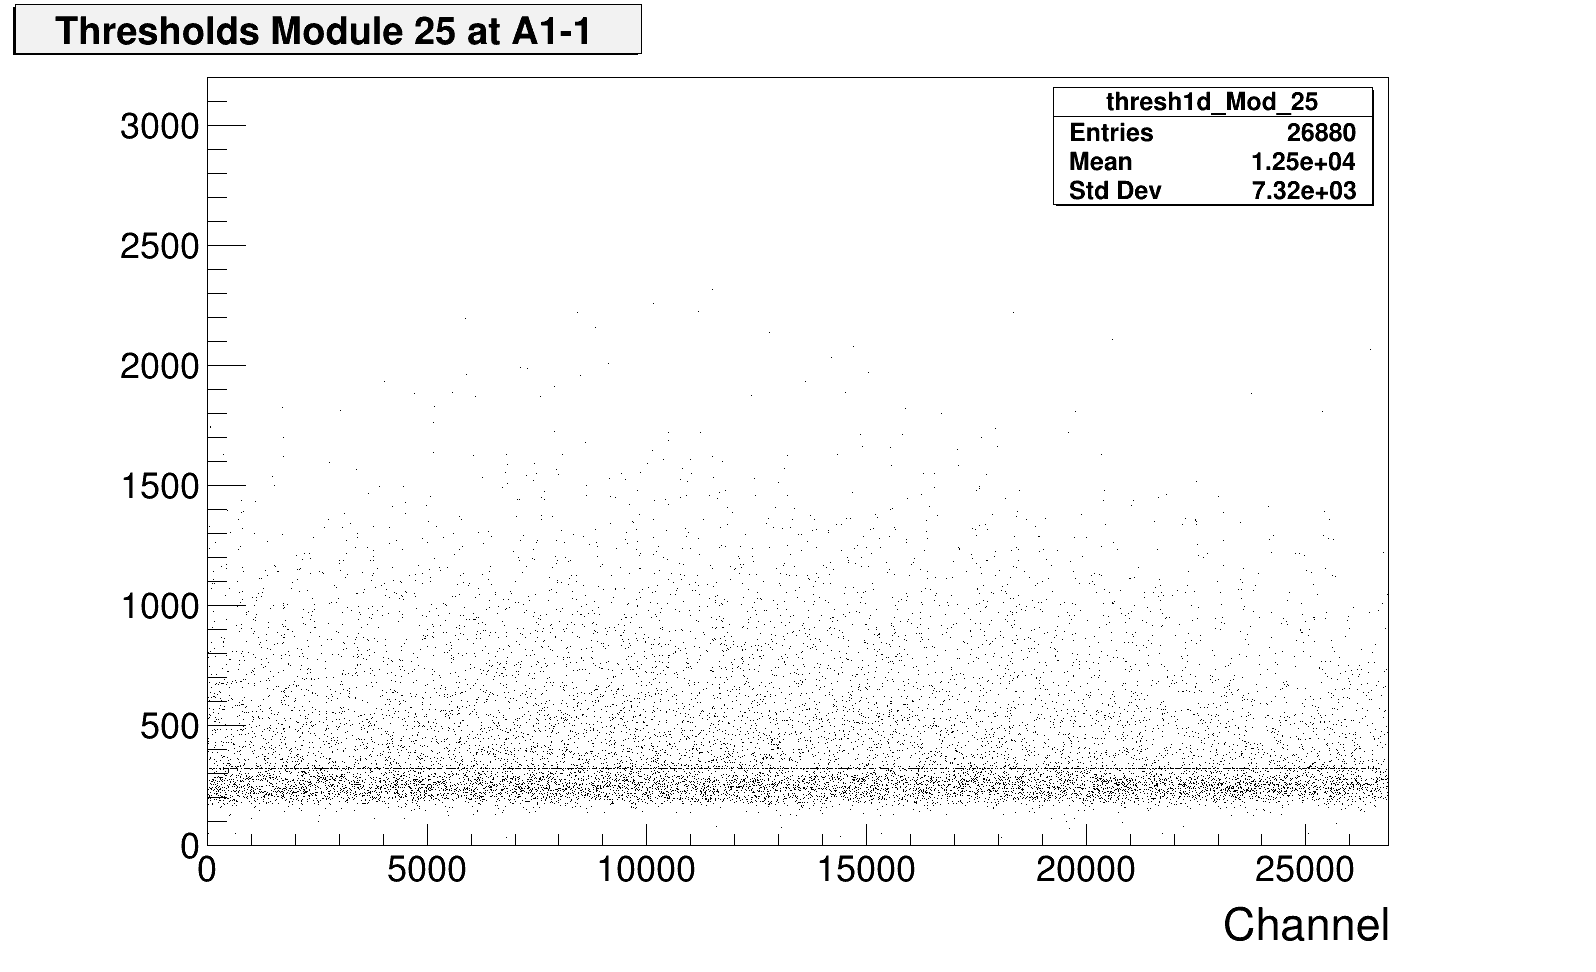 Thresholds Module 25 at A1-1
thresh1d_Mod_25
Entries 26880
Mean 1.25e+04
Std Dev 7.32e+03
3000
2500
2000
1500
1000
500
0
0 5000 10000 15000 20000 25000
Channel